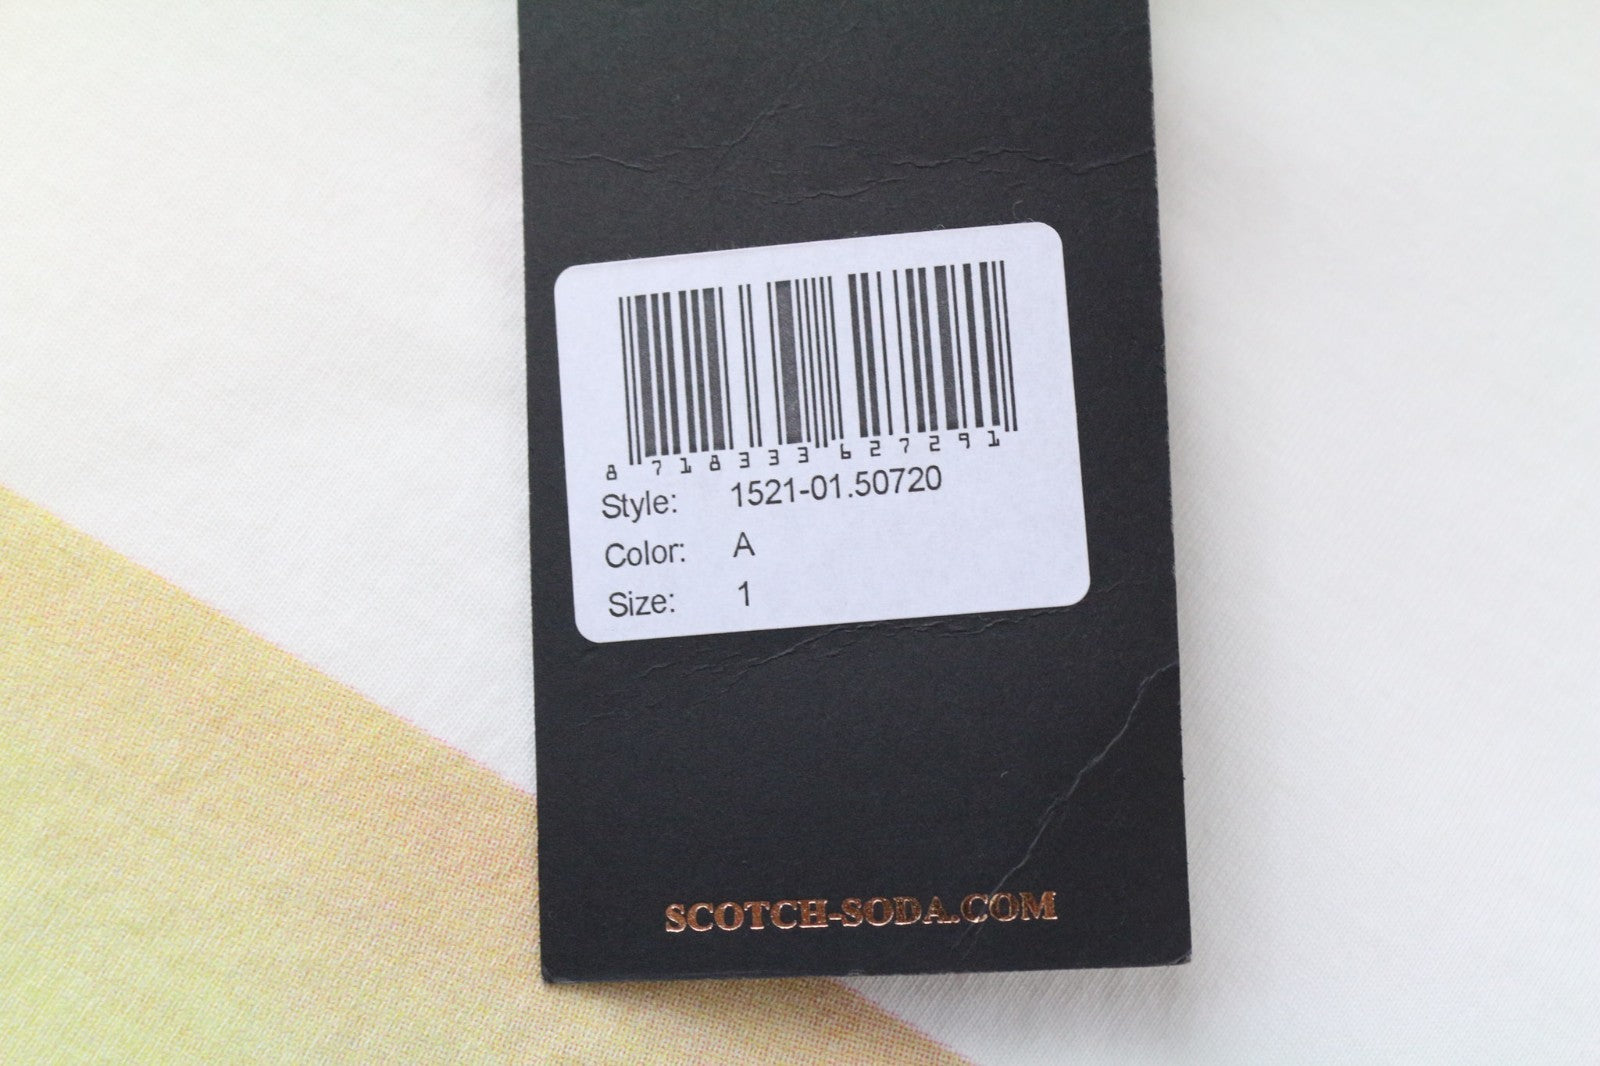 8 718333 627291
Style: 1521-01.50720
Color: A
Size: 1
SCOTCH-SODA.COM